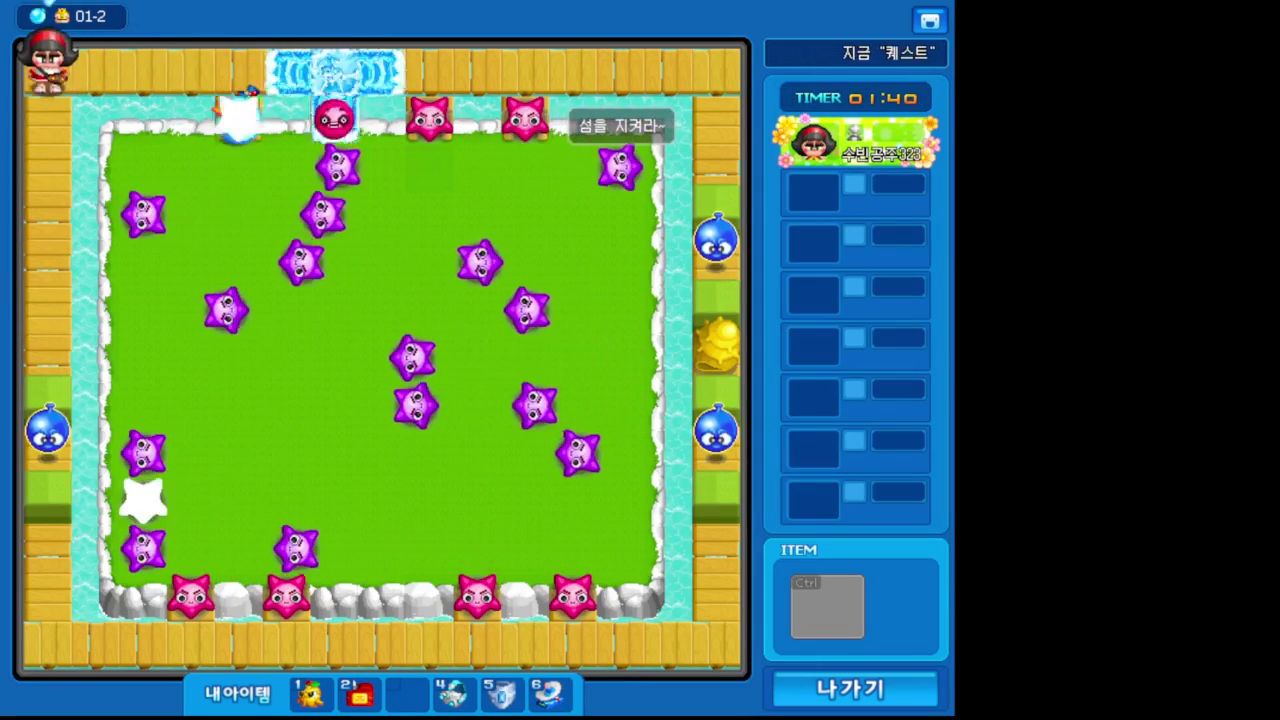 01-2
지금 "퀘스트"
TIMER 01:40
섬을 지켜라~
수빈공주323
ITEM
Ctrl
내아이템
1
2
4
5
6
나가기